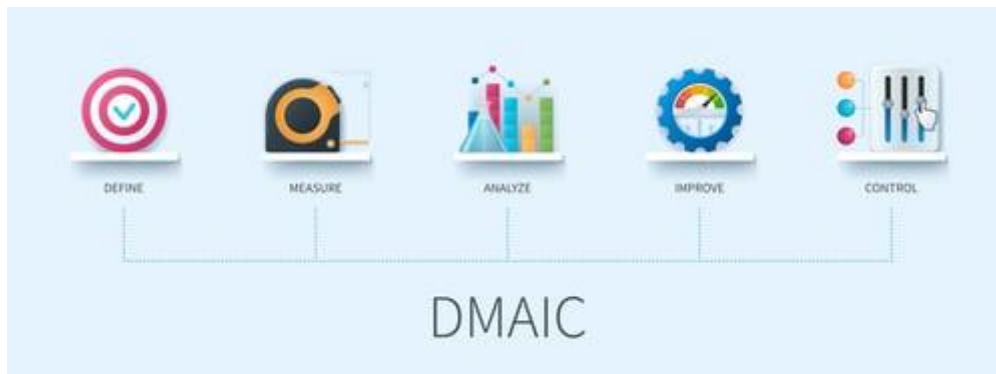 DEFINE
MEASURE
ANALYZE
IMPROVE
CONTROL
DMAIC